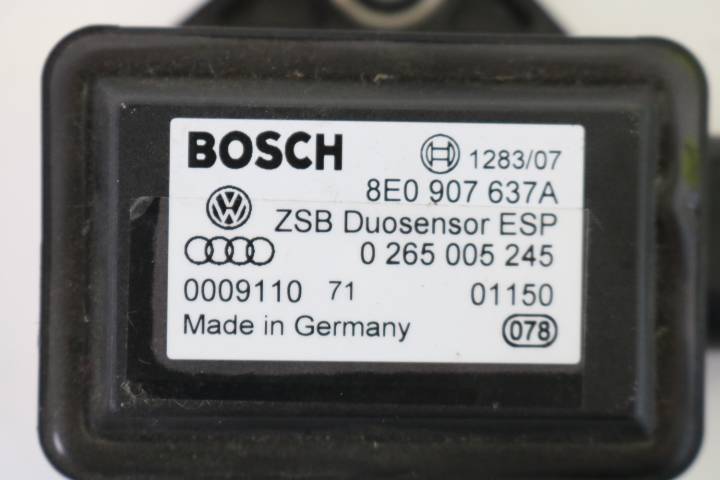 BOSCH
1283/07
8E0 907 637A
ZSB Duosensor ESP
0 265 005 245
0009110 71 01150
Made in Germany 078